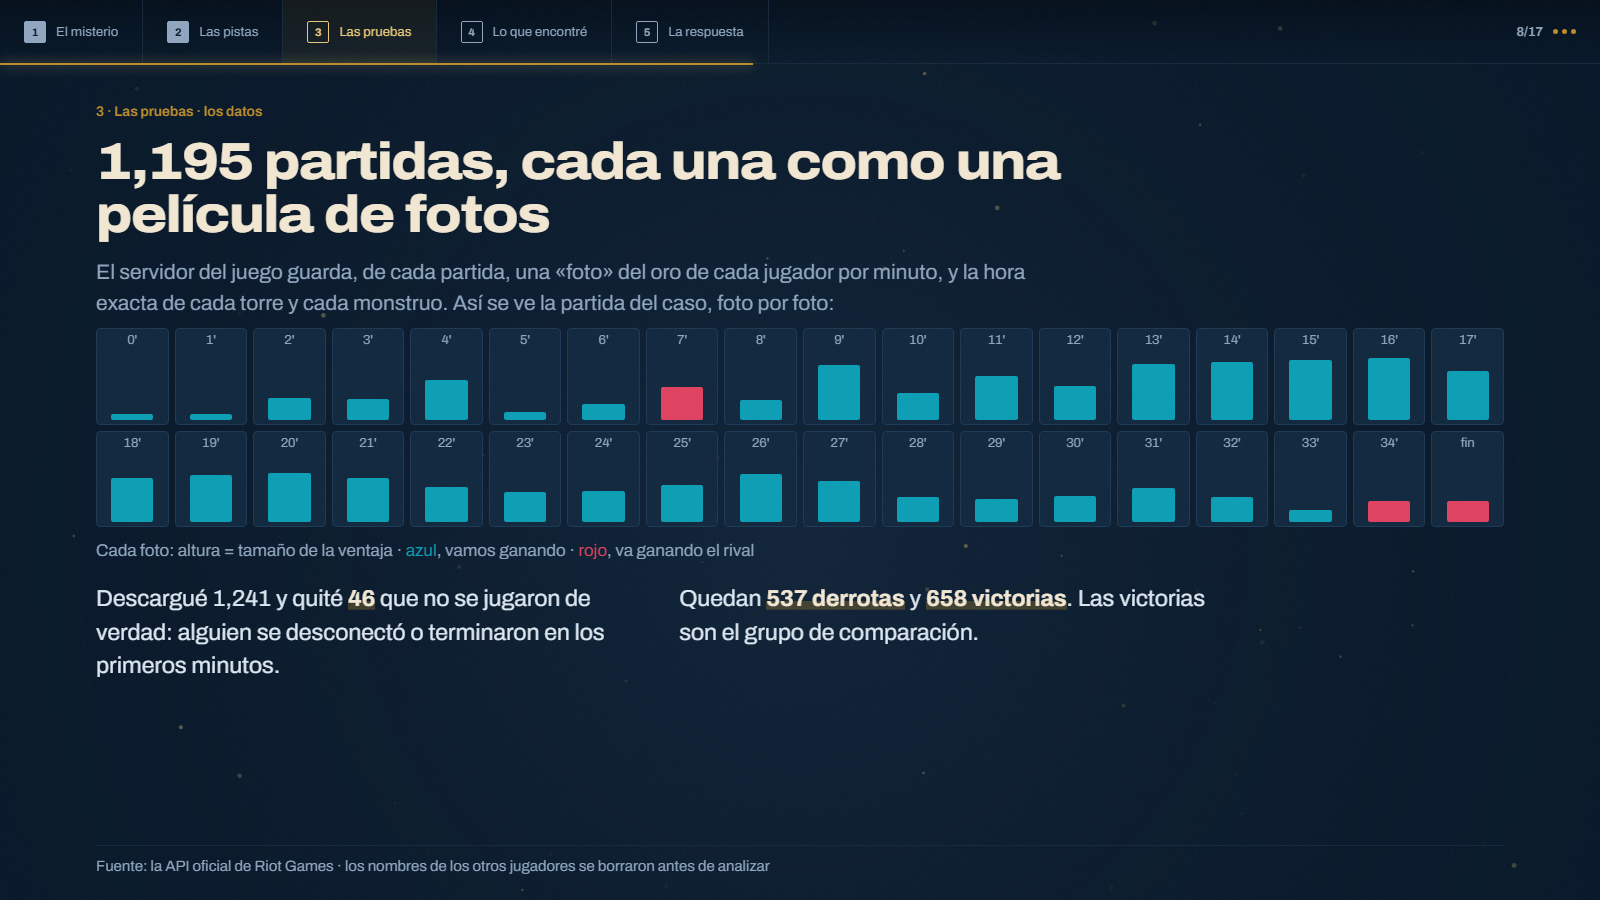 1 El misterio
2 Las pistas
3 Las pruebas
4 Lo que encontré
5 La respuesta
8/17
3 · Las pruebas · los datos
1,195 partidas, cada una como una
película de fotos
El servidor del juego guarda, de cada partida, una «foto» del oro de cada jugador por minuto, y la hora
exacta de cada torre y cada monstruo. Así se ve la partida del caso, foto por foto:
0' 1' 2' 3' 4' 5' 6' 7' 8' 9' 10' 11' 12' 13' 14' 15' 16' 17'
18' 19' 20' 21' 22' 23' 24' 25' 26' 27' 28' 29' 30' 31' 32' 33' 34' fin
Cada foto: altura = tamaño de la ventaja · azul, vamos ganando · rojo, va ganando el rival
Descargué 1,241 y quité 46 que no se jugaron de
verdad: alguien se desconectó o terminaron en los
primeros minutos.
Quedan 537 derrotas y 658 victorias. Las victorias
son el grupo de comparación.
Fuente: la API oficial de Riot Games · los nombres de los otros jugadores se borraron antes de analizar